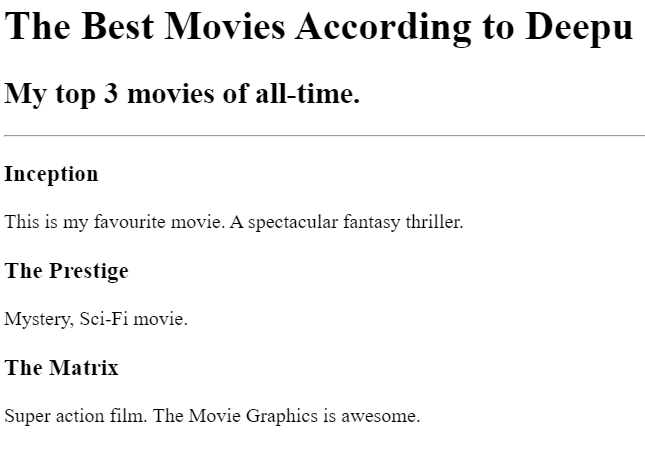 The Best Movies According to Deepu
My top 3 movies of all-time.
Inception
This is my favourite movie. A spectacular fantasy thriller.
The Prestige
Mystery, Sci-Fi movie.
The Matrix
Super action film. The Movie Graphics is awesome.